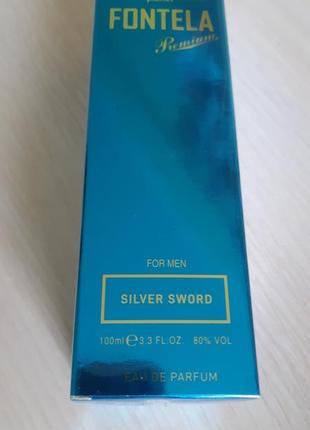 FONTELA
Premium
FOR MEN
SILVER SWORD
100ml℮3.3 FL.OZ. 80% VOL
EAU DE PARFUM